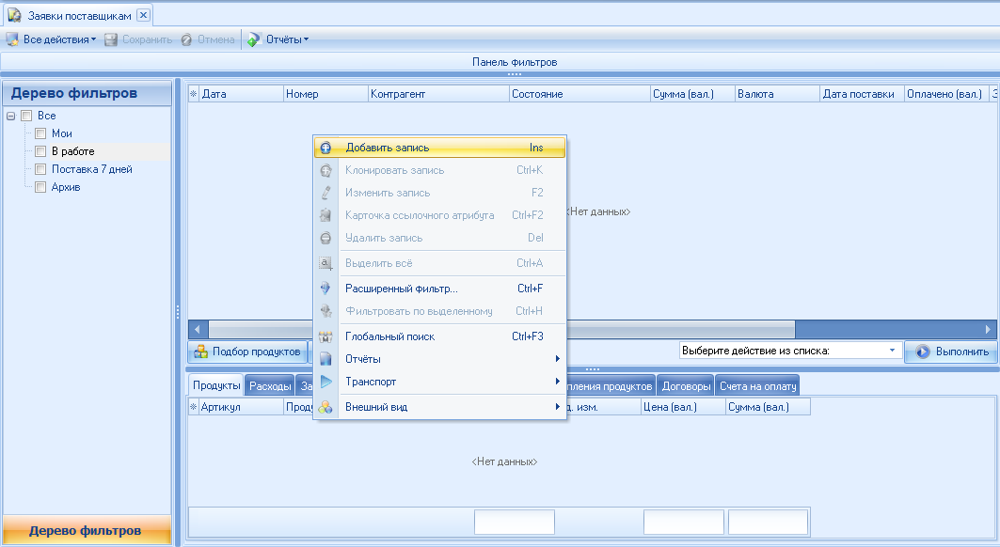 Заявки поставщикам
Все действия Сохранить Отмена Отчёты
Панель фильтров
Дерево фильтров
Все
Мои
В работе
Поставка 7 дней
Архив
Дерево фильтров
Дата Номер Контрагент Состояние Сумма (вал.) Валюта Дата поставки Оплачено (вал.) З
<Нет данных>
Добавить запись Ins
Клонировать запись Ctrl+K
Изменить запись F2
Карточка ссылочного атрибута Ctrl+F2
Удалить запись Del
Выделить всё Ctrl+A
Расширенный фильтр... Ctrl+F
Фильтровать по выделенному Ctrl+H
Глобальный поиск Ctrl+F3
Отчёты
Транспорт
Внешний вид
Подбор продуктов Выберите действие из списка: Выполнить
Продукты Расходы За пления продуктов Договоры Счета на оплату
Артикул Проду д. изм. Цена (вал.) Сумма (вал.)
<Нет данных>